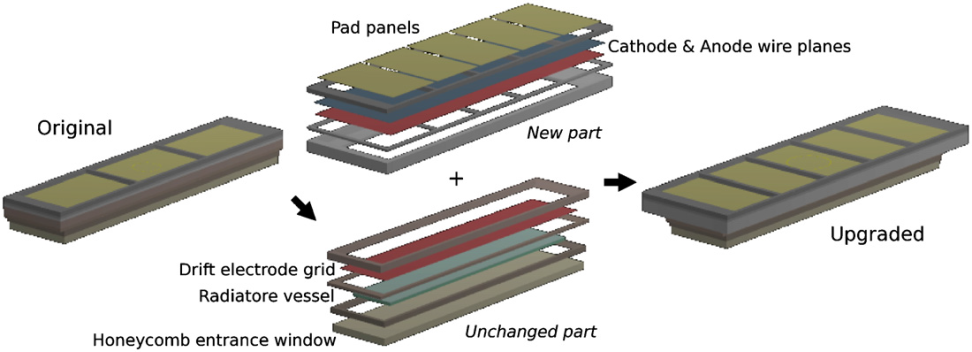 Pad panels
Cathode & Anode wire planes
Original
New part
+
Upgraded
Drift electrode grid
Radiatore vessel
Honeycomb entrance window
Unchanged part